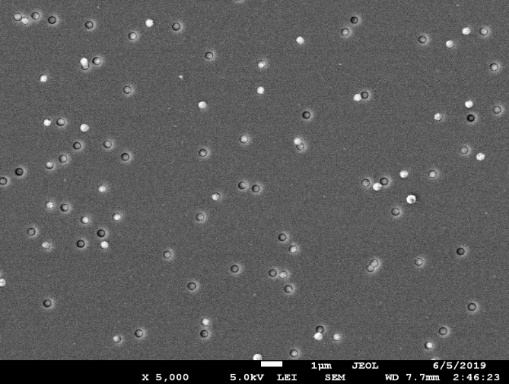 1μm JEOL 6/5/2019
X 5,000 5.0kV LEI SEM WD 7.7mm 2:46:23